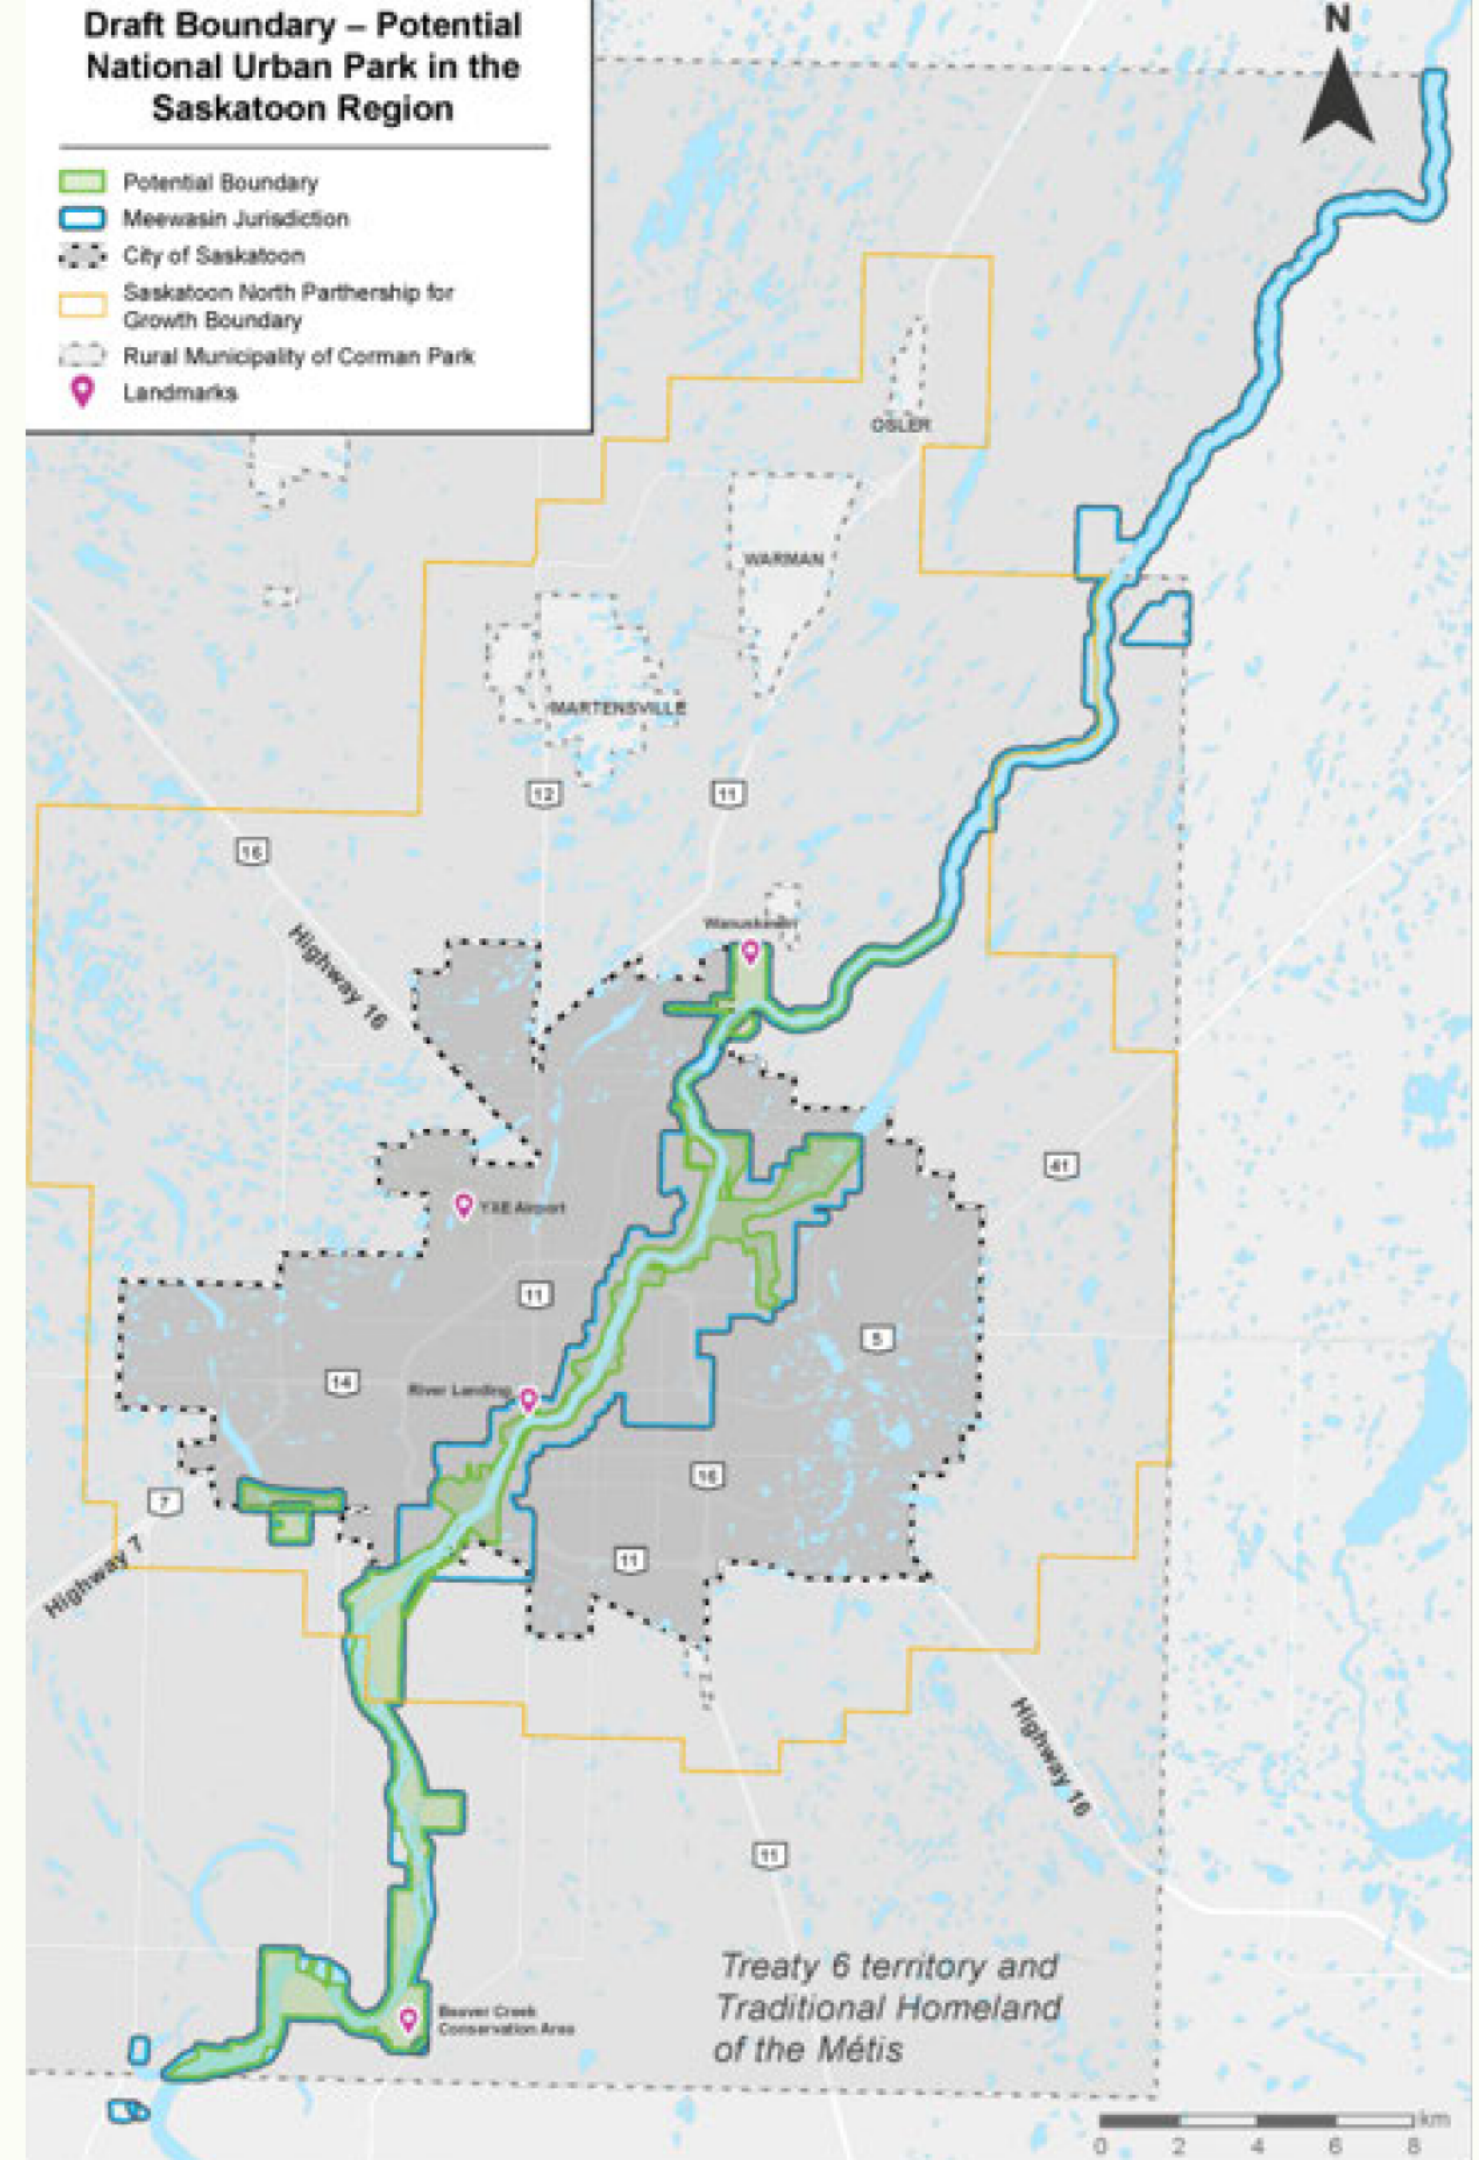 Draft Boundary – Potential
National Urban Park in the
Saskatoon Region
Potential Boundary
Meewasin Jurisdiction
City of Saskatoon
Saskatoon North Parthership for
Growth Boundary
Rural Municipality of Corman Park
Landmarks
N
OSLER
WARMAN
MARTENSVILLE
12
11
16
Highway 16
Wanuskewin
41
YXE Airport
11
5
14
River Landing
16
7
Highway 7
11
Highway 16
11
Treaty 6 territory and
Traditional Homeland
of the Métis
Beaver Creek
Conservation Area
km
0 2 4 6 8